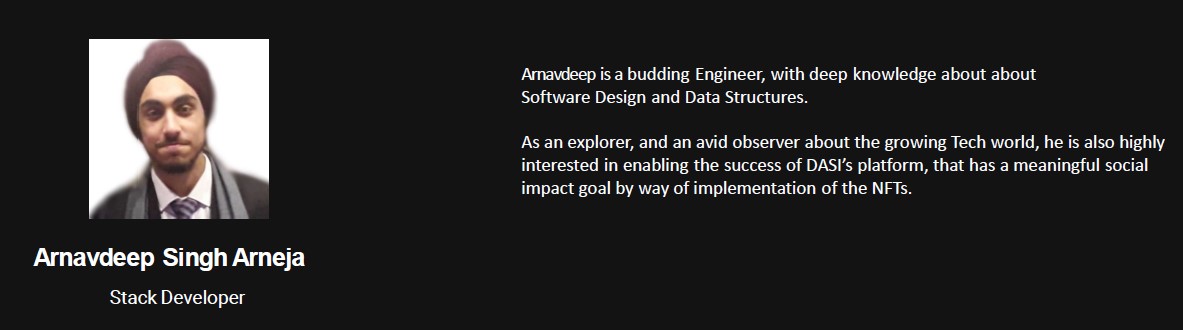 Arnavdeep is a budding Engineer, with deep knowledge about about
Software Design and Data Structures.
As an explorer, and an avid observer about the growing Tech world, he is also highly
interested in enabling the success of DASI’s platform, that has a meaningful social
impact goal by way of implementation of the NFTs.
Arnavdeep Singh Arneja
Stack Developer